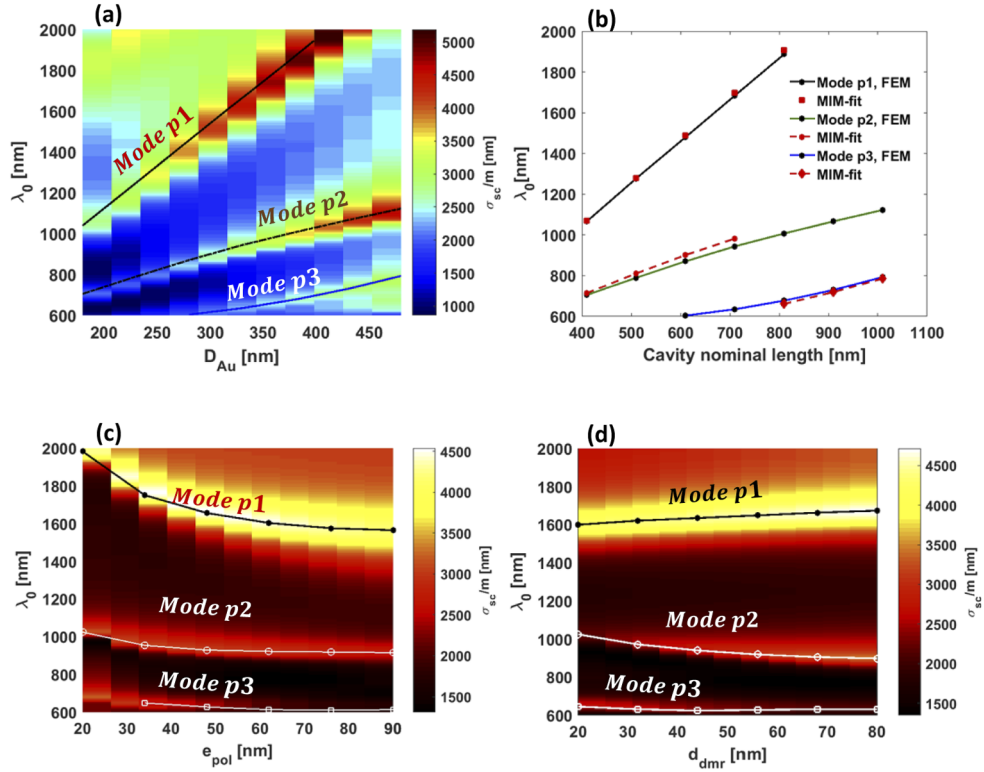 (a)
2000
1800
1600
1400
1200
1000
800
600
λ0 [nm]
Mode p1
Mode p2
Mode p3
200
250
300
350
400
450
D_Au [nm]
5000
4500
4000
3500
3000
2500
2000
1500
1000
σ_sc/m [nm]
(b)
2000
1800
1600
1400
1200
1000
800
600
λ0[nm]
Mode p1, FEM
MIM-fit
Mode p2, FEM
MIM-fit
Mode p3, FEM
MIM-fit
400 500 600 700 800 900 1000 1100
Cavity nominal length [nm]
(c)
2000
1800
1600
1400
1200
1000
800
600
λ0 [nm]
Mode p1
Mode p2
Mode p3
20 30 40 50 60 70 80 90
e_pol [nm]
4500
4000
3500
3000
2500
2000
1500
σ_sc/m [nm]
(d)
2000
1800
1600
1400
1200
1000
800
600
λ0 [nm]
Mode p1
Mode p2
Mode p3
20 30 40 50 60 70 80
d_dmr [nm]
4500
4000
3500
3000
2500
2000
1500
σ_sc/m [nm]